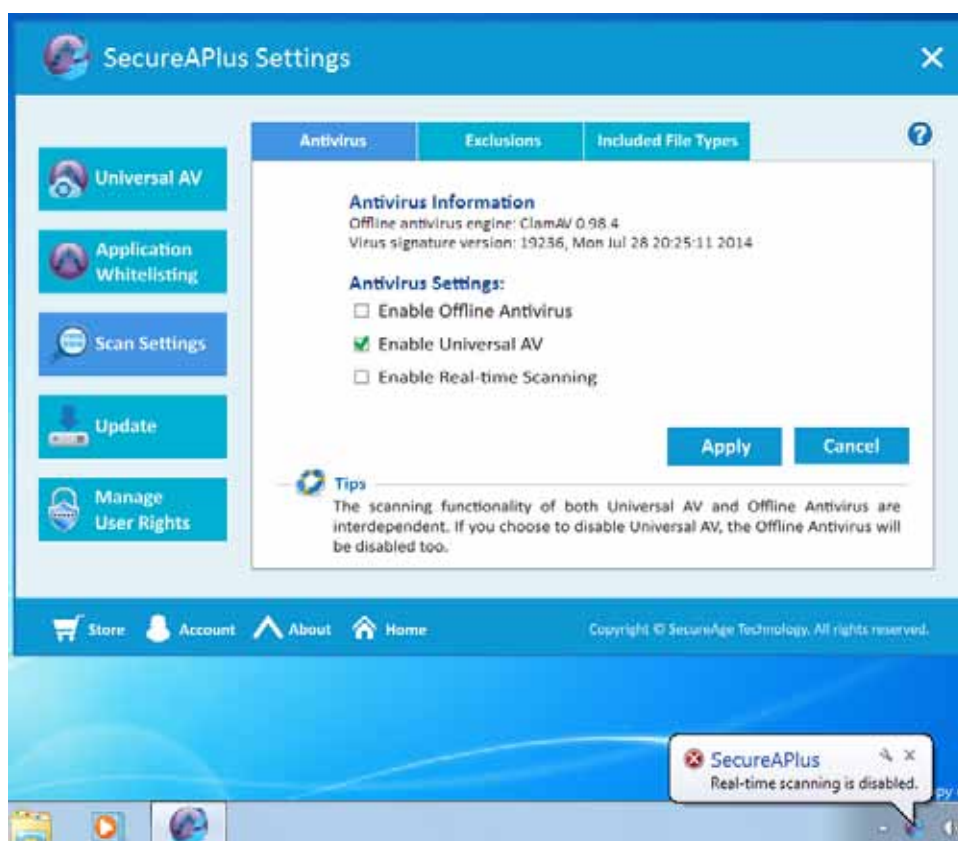 SecureAPlus Settings
Antivirus
Exclusions
Included File Types
Universal AV
Application
Whitelisting
Scan Settings
Update
Manage
User Rights
Antivirus Information
Offline antivirus engine: ClamAV 0.98.4
Virus signature version: 19236, Mon Jul 28 20:25:11 2014
Antivirus Settings:
Enable Offline Antivirus
Enable Universal AV
Enable Real-time Scanning
Apply
Cancel
Tips
The scanning functionality of both Universal AV and Offline Antivirus are
interdependent. If you choose to disable Universal AV, the Offline Antivirus will
be disabled too.
Store
Account
About
Home
Copyright © SecureAge Technology. All rights reserved.
SecureAPlus
Real-time scanning is disabled.